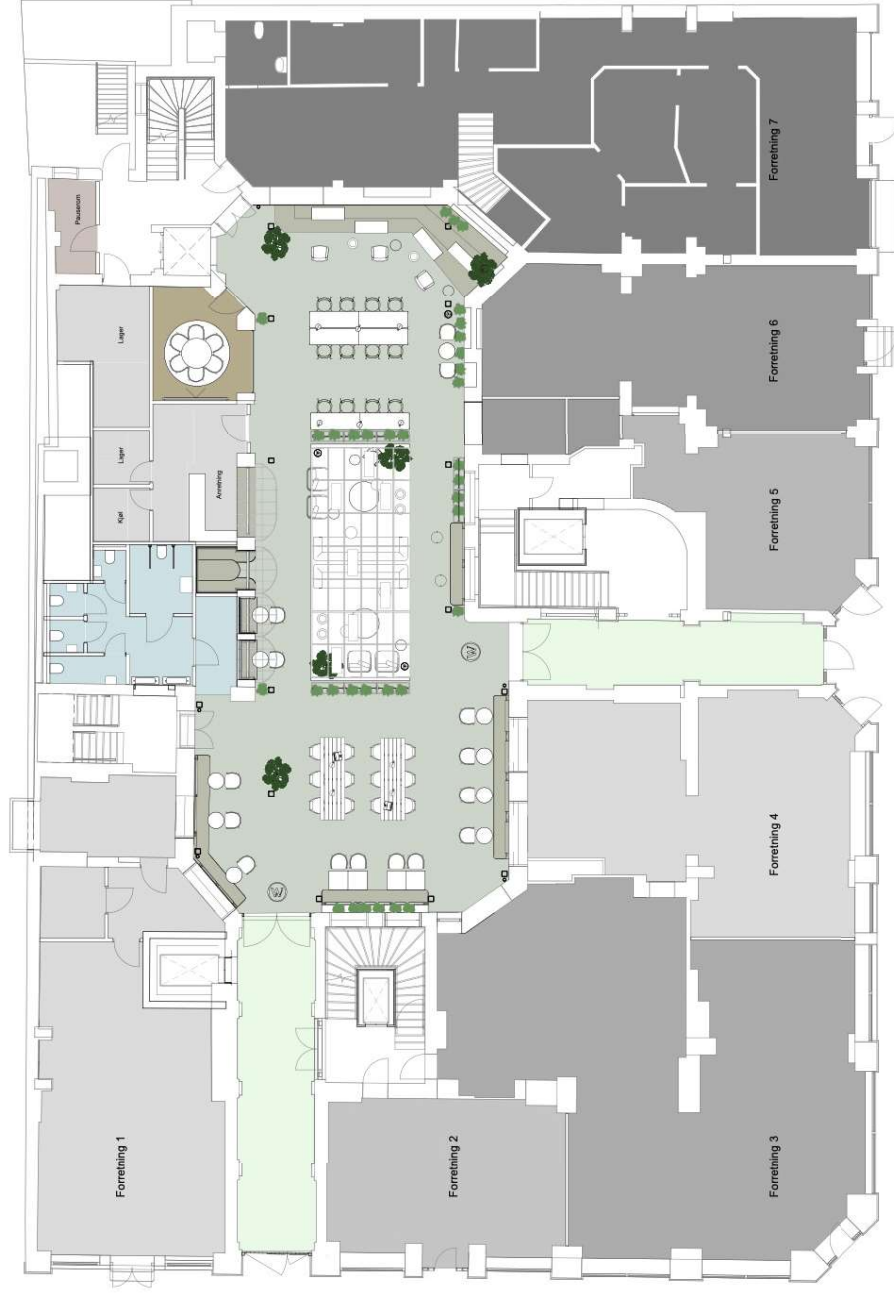 Pauserom
Lager
Lager
Kjøl
Anretning
Forretning 7
Forretning 6
Forretning 5
Forretning 4
Forretning 3
Forretning 2
Forretning 1
W
W